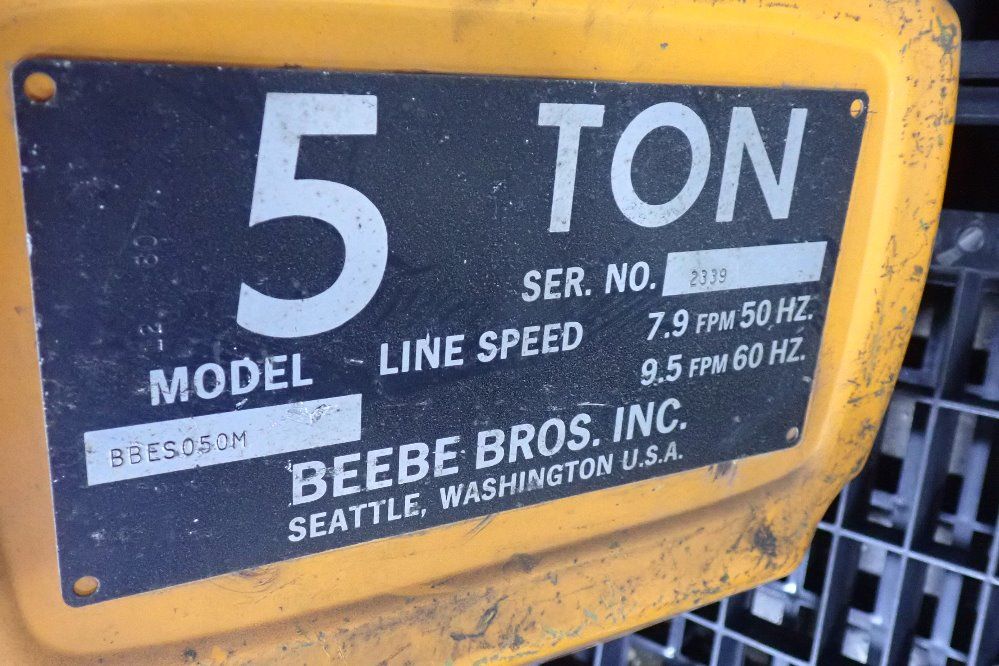 5 TON
SER. NO. 2339
LINE SPEED 7.9 FPM 50 HZ.
9.5 FPM 60 HZ.
MODEL
BBES050M
BEEBE BROS. INC.
SEATTLE, WASHINGTON U.S.A.